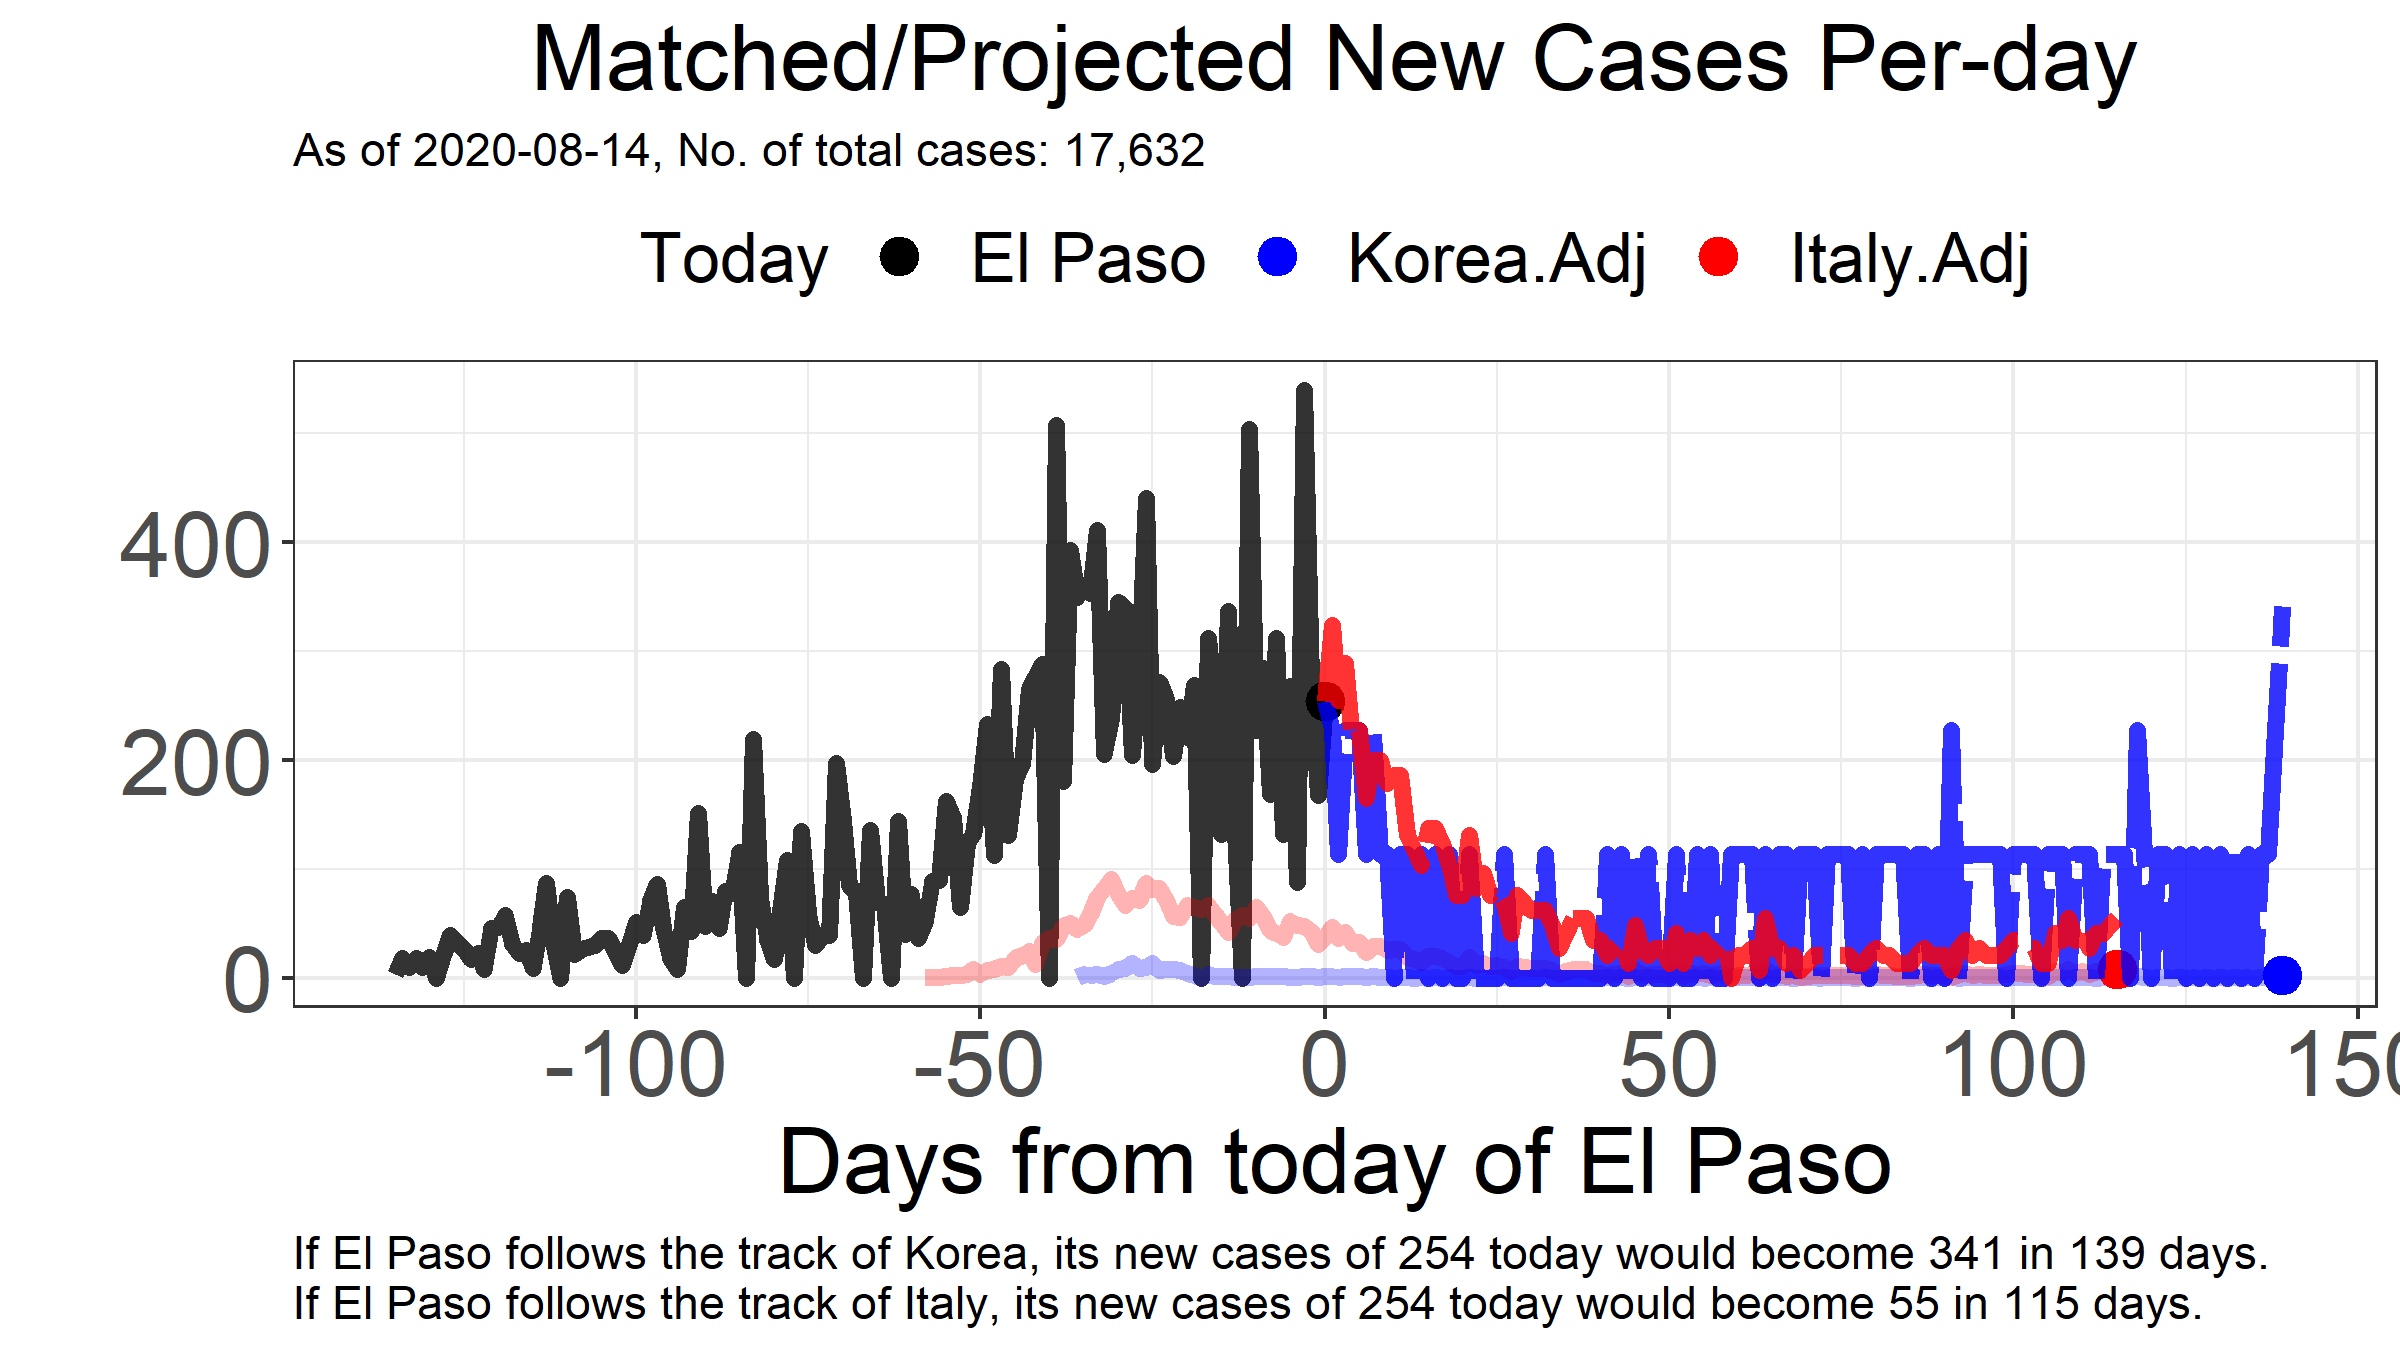 Matched/Projected New Cases Per-day
As of 2020-08-14, No. of total cases: 17,632
Today El Paso Korea.Adj Italy.Adj
400
200
0
-100 -50 0 50 100 150
Days from today of El Paso
If El Paso follows the track of Korea, its new cases of 254 today would become 341 in 139 days.
If El Paso follows the track of Italy, its new cases of 254 today would become 55 in 115 days.